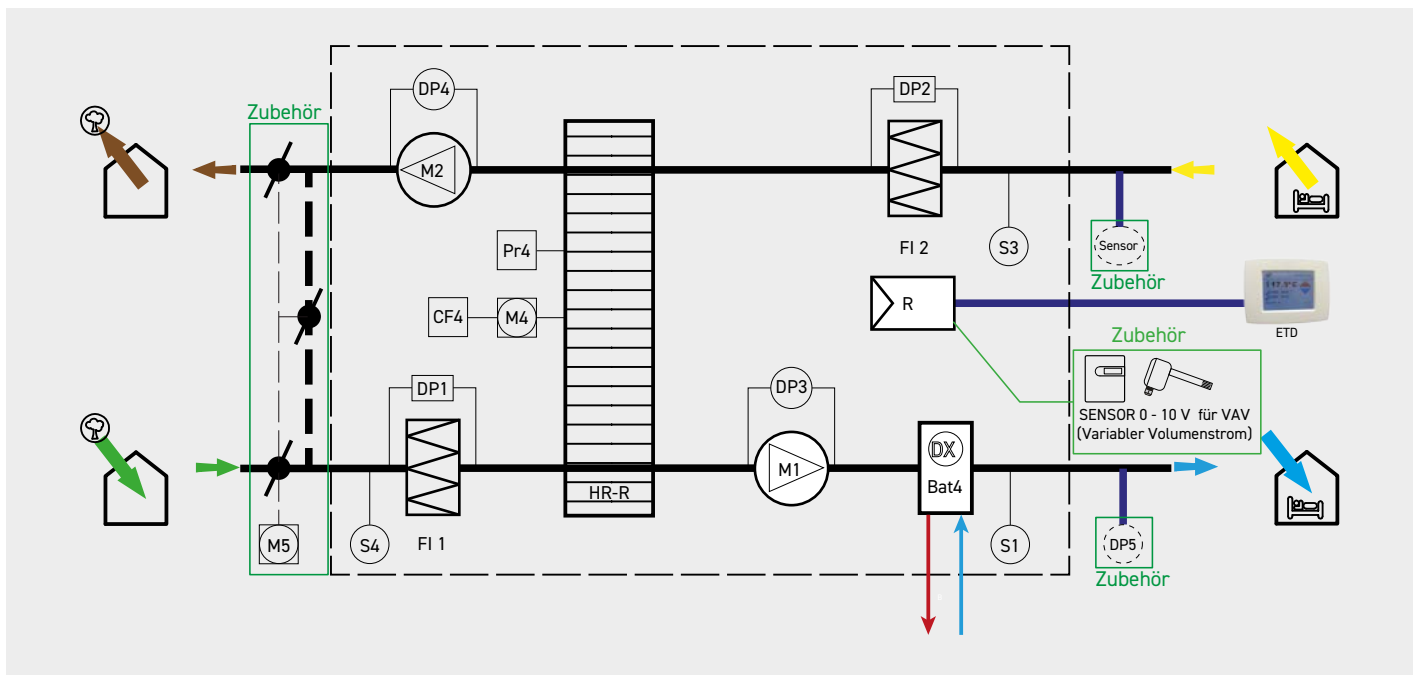 Zubehör
DP4
DP2
M2
FI 2
S3
Sensor
Zubehör
Pr4
CF4
M4
R
ETD
Zubehör
SENSOR 0 - 10 V für VAV
(Variabler Volumenstrom)
DP1
DP3
M1
HR-R
DX
Bat4
M5
S4
FI 1
S1
DP5
Zubehör